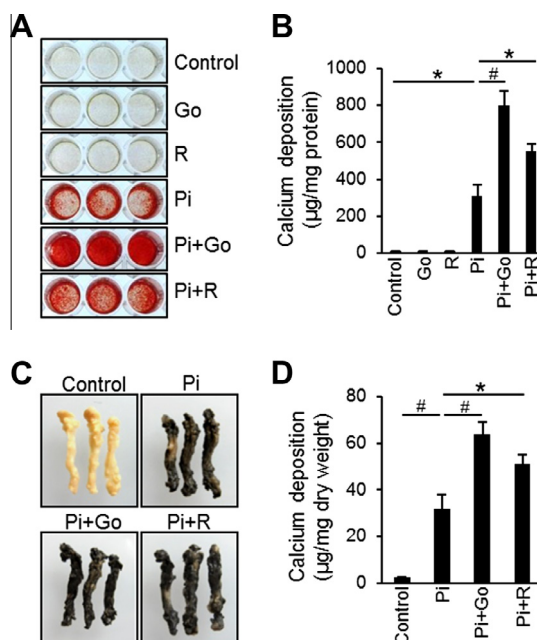 A
Control
Go
R
Pi
Pi+Go
Pi+R
B
Calcium deposition
(µg/mg protein)
1000
800
600
400
200
0
*
*
#
Control
Go
R
Pi
Pi+Go
Pi+R
C
Control
Pi
Pi+Go
Pi+R
D
Calcium deposition
(µg/mg dry weight)
80
60
40
20
0
*
#
#
Control
Pi
Pi+Go
Pi+R